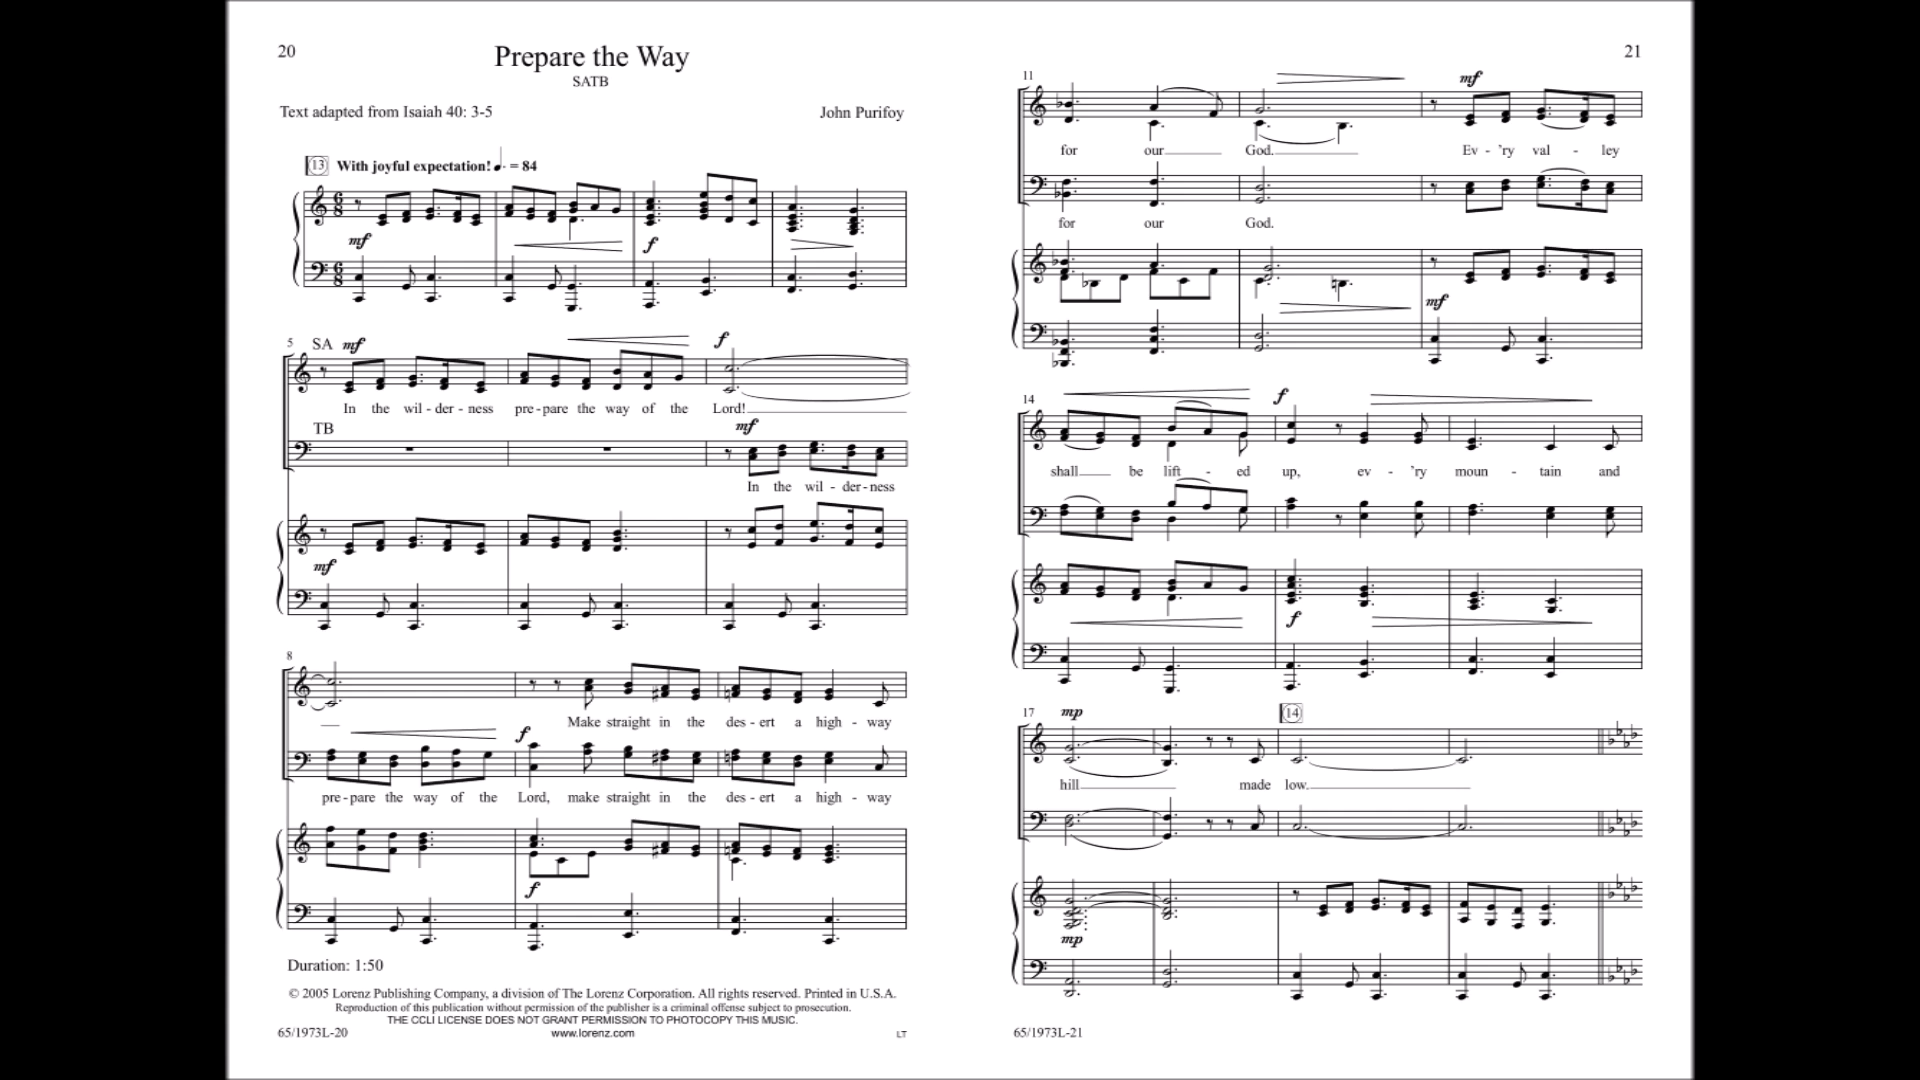 20
Prepare the Way
SATB
Text adapted from Isaiah 40: 3-5
John Purifoy
13 With joyful expectation! ♩. = 84
mf
f
5
SA mf
f
In the wil - der - ness pre - pare the way of the Lord!
TB
mf
In the wil - der - ness
mf
8
Make straight in the des - ert a high - way
f
pre - pare the way of the Lord, make straight in the des - ert a high - way
f
Duration: 1:50
© 2005 Lorenz Publishing Company, a division of The Lorenz Corporation. All rights reserved. Printed in U.S.A.
Reproduction of this publication without permission of the publisher is a criminal offense subject to prosecution.
THE CCLI LICENSE DOES NOT GRANT PERMISSION TO PHOTOCOPY THIS MUSIC.
65/1973L-20
www.lorenz.com
LT
21
11
mf
for our God. Ev - 'ry val - ley
for our God.
mf
14
f
shall be lift - ed up, ev - 'ry moun - tain and
f
17
mp
14
hill made low.
mp
65/1973L-21